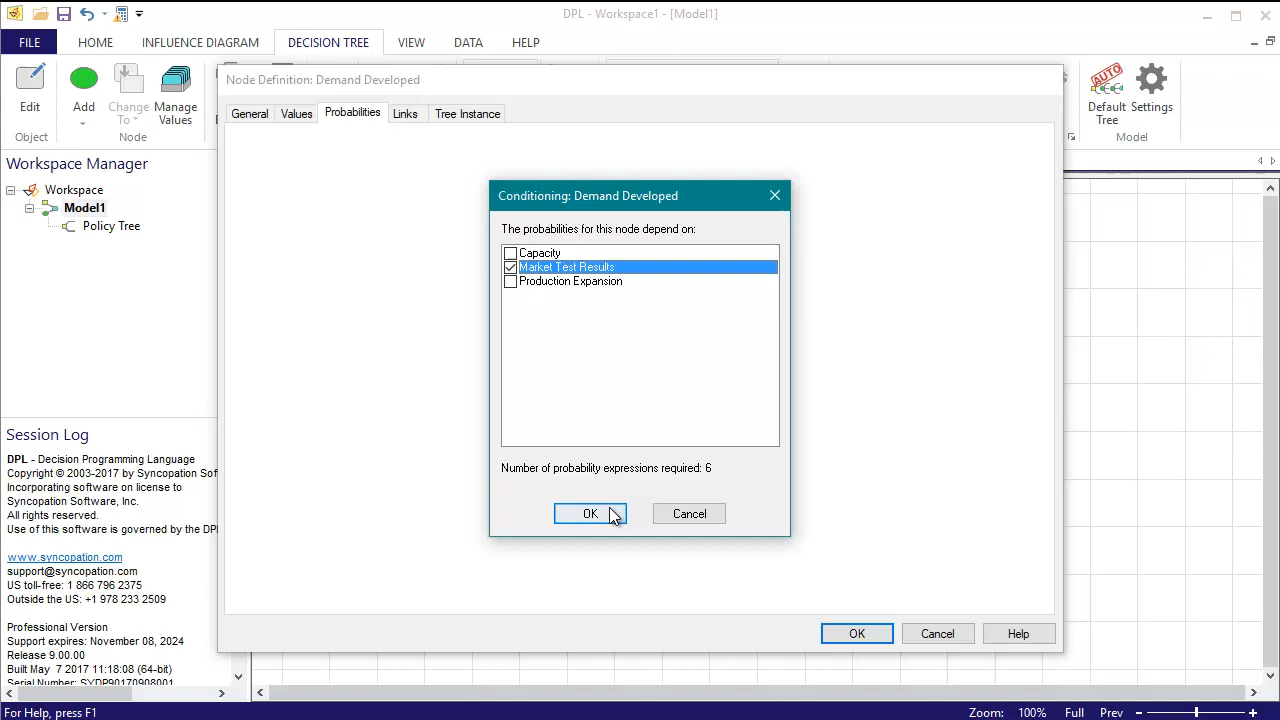 DPL - Workspace1 - [Model1]
FILE
HOME
INFLUENCE DIAGRAM
DECISION TREE
VIEW
DATA
HELP
Edit
Add
Change
To
Manage
Values
Default
Tree
Settings
Object
Node
Model
Node Definition: Demand Developed
General
Values
Probabilities
Links
Tree Instance
Workspace Manager
Workspace
Model1
Policy Tree
Conditioning: Demand Developed
The probabilities for this node depend on:
Capacity
Market Test Results
Production Expansion
Number of probability expressions required: 6
OK
Cancel
Session Log
DPL - Decision Programming Language
Copyright © 2003-2017 by Syncopation Sof
Incorporating software on license to
Syncopation Software, Inc.
All rights reserved.
Use of this software is governed by the DP
www.syncopation.com
support@syncopation.com
US toll-free: 1 866 796 2375
Outside the US: +1 978 233 2509
Professional Version
Support expires: November 08, 2024
Release 9.00.00
Built May 7 2017 11:18:08 (64-bit)
Serial Number: SYDP90170908001
OK
Cancel
Help
For Help, press F1
Zoom: 100%
Full
Prev